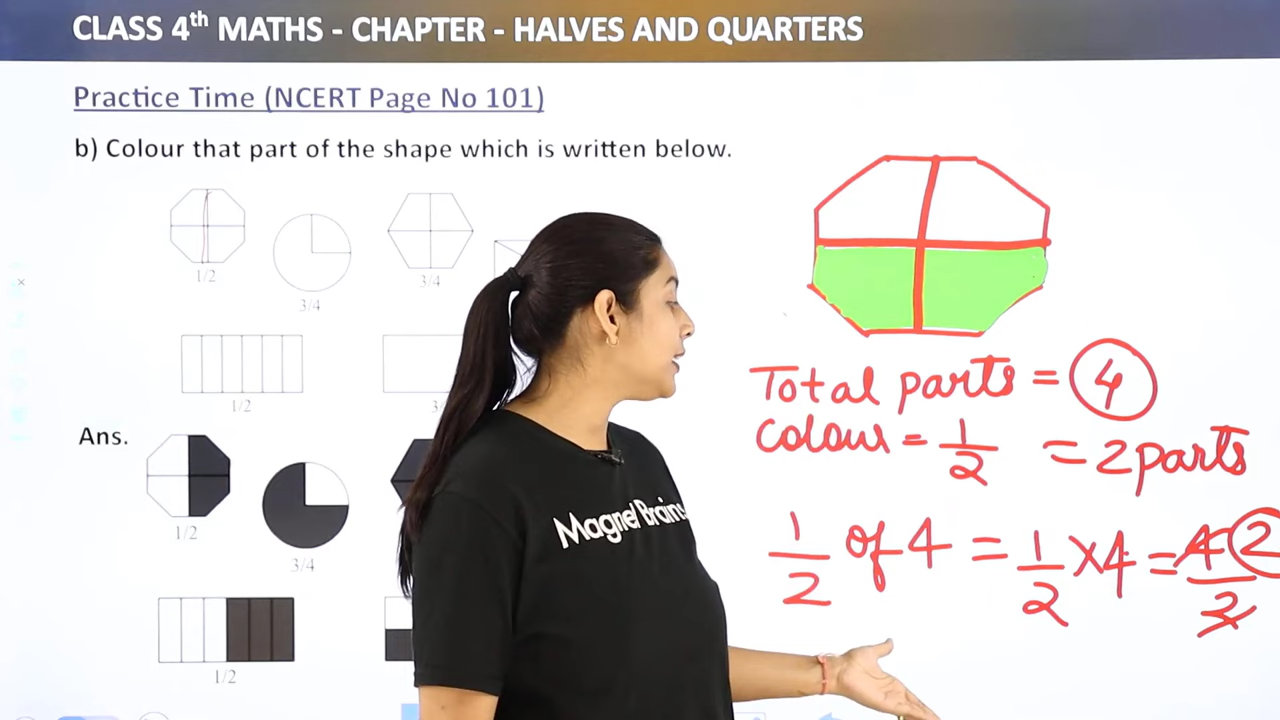 CLASS 4th MATHS - CHAPTER - HALVES AND QUARTERS
Practice Time (NCERT Page No 101)
b) Colour that part of the shape which is written below.
1/2
3/4
3/4
1/2
3/
Ans.
1/2
3/4
1/2
Magnet Brains
Total parts = 4
colour = 1/2 = 2 parts
1/2 of 4 = 1/2 × 4 = 4/2 2